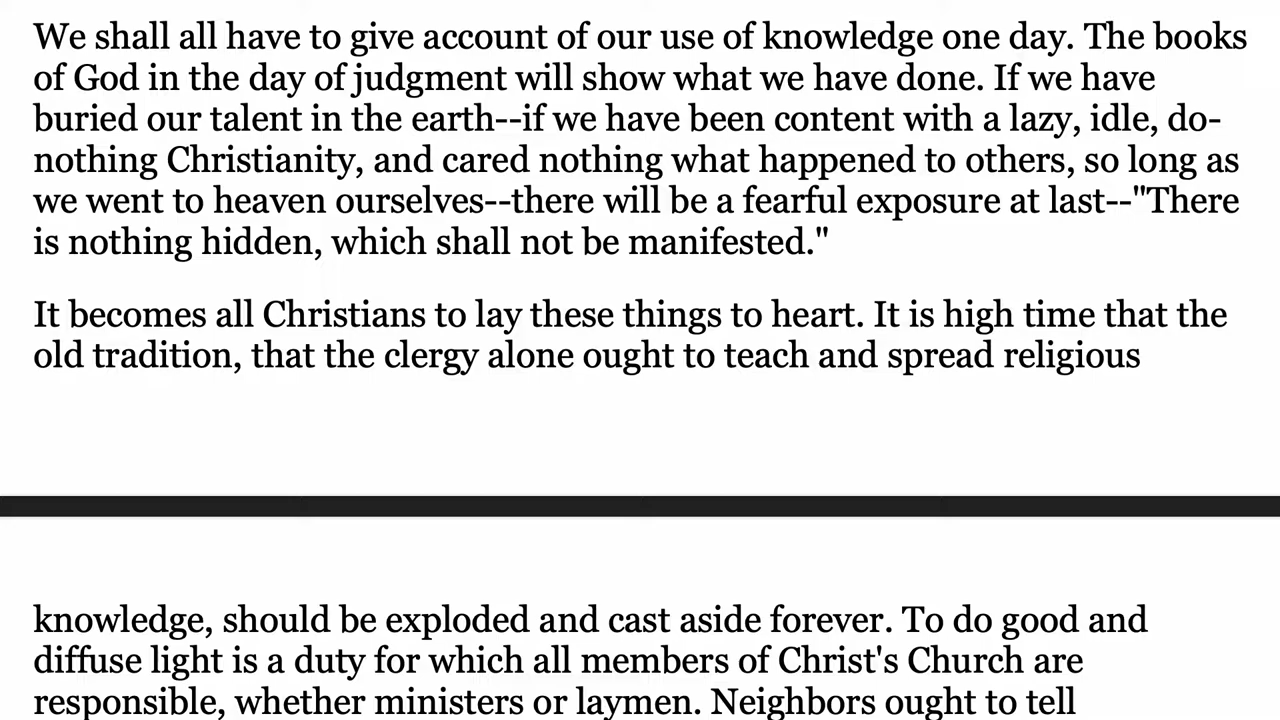 We shall all have to give account of our use of knowledge one day. The books
of God in the day of judgment will show what we have done. If we have
buried our talent in the earth--if we have been content with a lazy, idle, do-
nothing Christianity, and cared nothing what happened to others, so long as
we went to heaven ourselves--there will be a fearful exposure at last--"There
is nothing hidden, which shall not be manifested."
It becomes all Christians to lay these things to heart. It is high time that the
old tradition, that the clergy alone ought to teach and spread religious
knowledge, should be exploded and cast aside forever. To do good and
diffuse light is a duty for which all members of Christ's Church are
responsible, whether ministers or laymen. Neighbors ought to tell